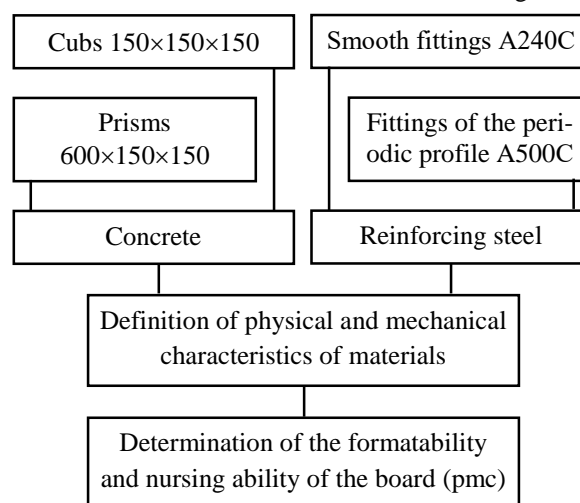 Cubs 150×150×150
Smooth fittings A240C
Prisms
600×150×150
Fittings of the peri-
odic profile A500C
Concrete
Reinforcing steel
Definition of physical and mechanical
characteristics of materials
Determination of the formatability
and nursing ability of the board (pmc)